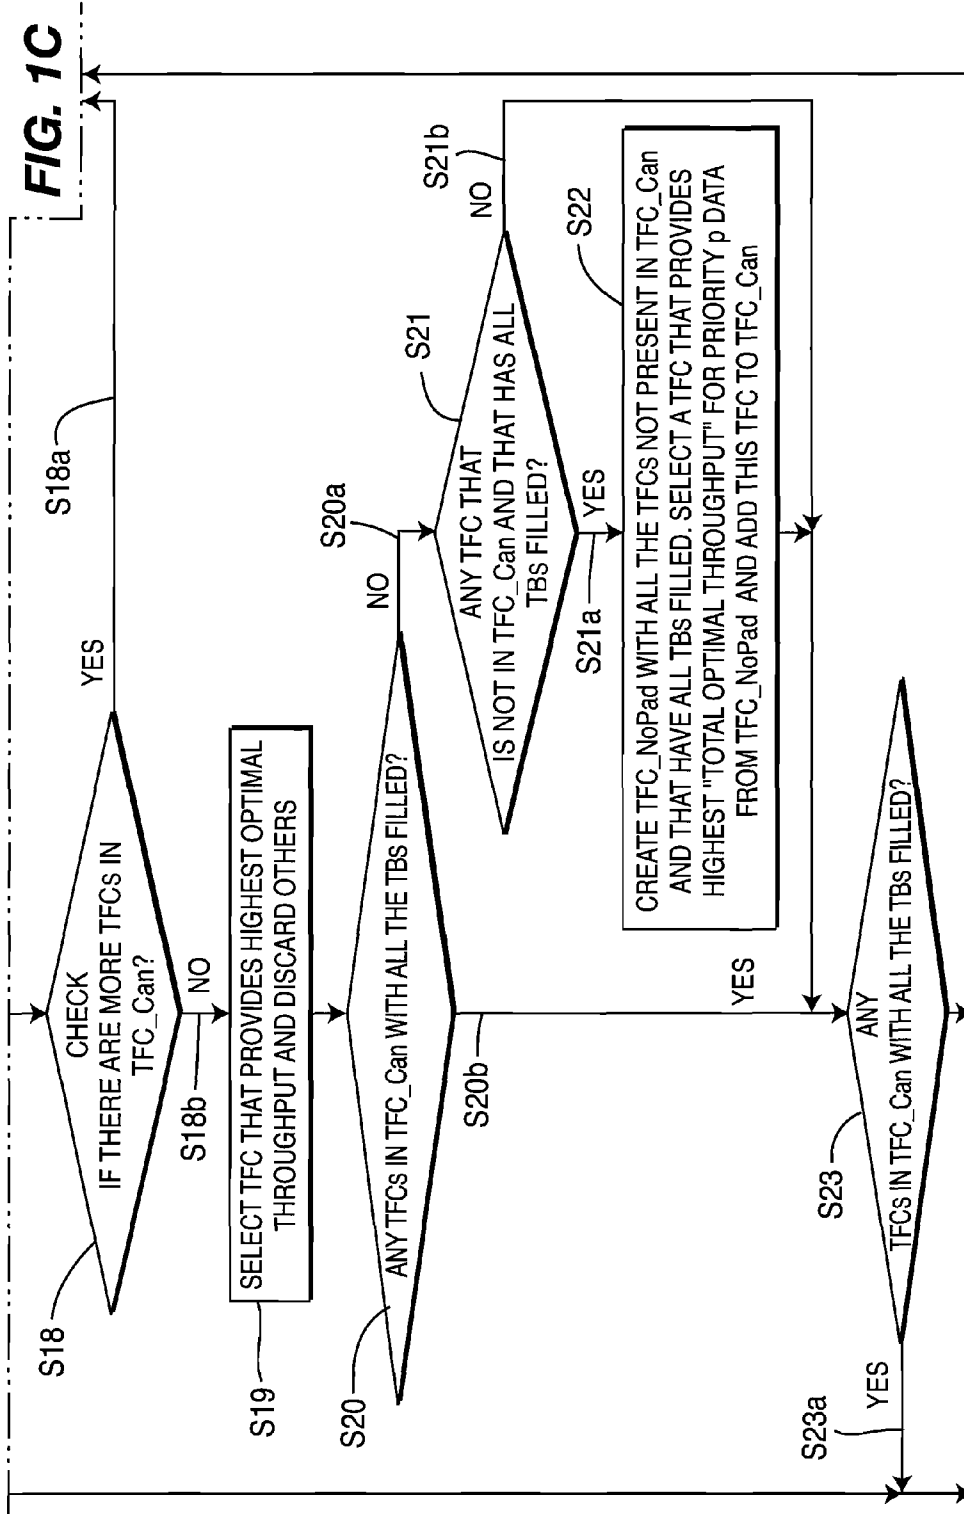 FIG. 1C
CHECK
IF THERE ARE MORE TFCs IN
TFC_Can?
S18
YES
S18a
NO
S18b
SELECT TFC THAT PROVIDES HIGHEST OPTIMAL
THROUGHPUT AND DISCARD OTHERS
S19
ANY TFCs IN TFC_Can WITH ALL THE TBs FILLED?
S20
NO
S20a
YES
S20b
ANY TFC THAT
IS NOT IN TFC_Can AND THAT HAS ALL
TBs FILLED?
S21
NO
S21b
YES
S21a
CREATE TFC_NoPad WITH ALL THE TFCs NOT PRESENT IN TFC_Can
AND THAT HAVE ALL TBs FILLED. SELECT A TFC THAT PROVIDES
HIGHEST "TOTAL OPTIMAL THROUGHPUT" FOR PRIORITY p DATA
FROM TFC_NoPad AND ADD THIS TFC TO TFC_Can
S22
ANY
TFCs IN TFC_Can WITH ALL THE TBs FILLED?
S23
YES
S23a